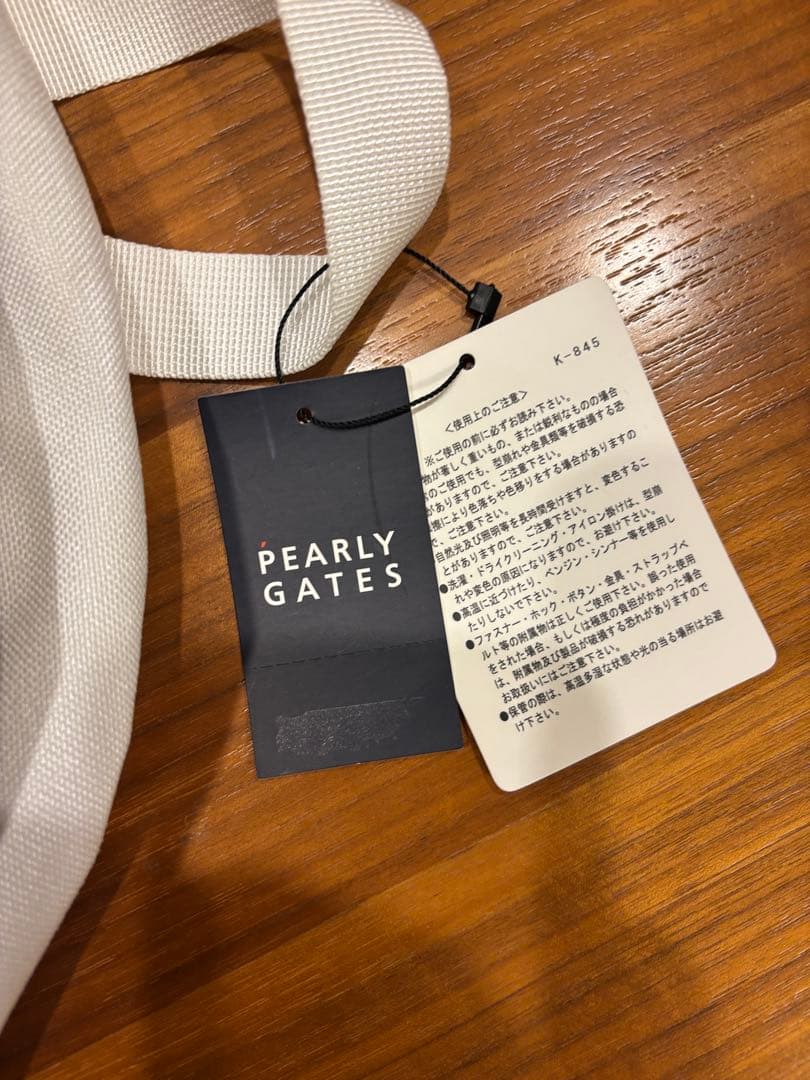 PEARLY
GATES
K-845
<使用上のご注意>
※ご使用の前に必ずお読み下さい。
物が著しく重いもの、または鋭利なものの場合
のご使用でも、型崩れや金具類等を破損する恐
がありますので、ご注意下さい。
擦により色落ちや色移りをする場合がありますの
で、ご注意下さい。
自然光及び照明等を長時間受けますと、変色するこ
とがありますので、ご注意下さい。
●洗濯・ドライクリーニング・アイロン掛けは、型崩
れや変色の原因になりますので、お避け下さい。
●高温に近づけたり、ベンジン・シンナー等を使用し
たりしないで下さい。
●ファスナー・ホック・ボタン・金具・ストラップベ
ルト等の附属物は正しくご使用下さい。誤った使用
をされた場合、もしくは極度の負担がかかった場合
は、附属物及び製品が破損する恐れがありますので
お取扱いにはご注意下さい。
●保管の際は、高温多湿な状態や光の当る場所はお避
け下さい。